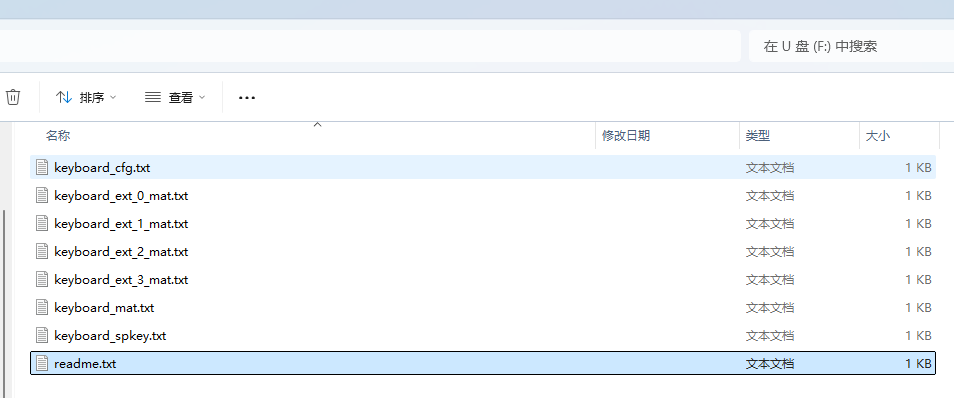 在 U 盘 (F:) 中搜索
排序 查看
名称 修改日期 类型 大小
keyboard_cfg.txt 文本文档 1 KB
keyboard_ext_0_mat.txt 文本文档 1 KB
keyboard_ext_1_mat.txt 文本文档 1 KB
keyboard_ext_2_mat.txt 文本文档 1 KB
keyboard_ext_3_mat.txt 文本文档 1 KB
keyboard_mat.txt 文本文档 1 KB
keyboard_spkey.txt 文本文档 1 KB
readme.txt 文本文档 1 KB